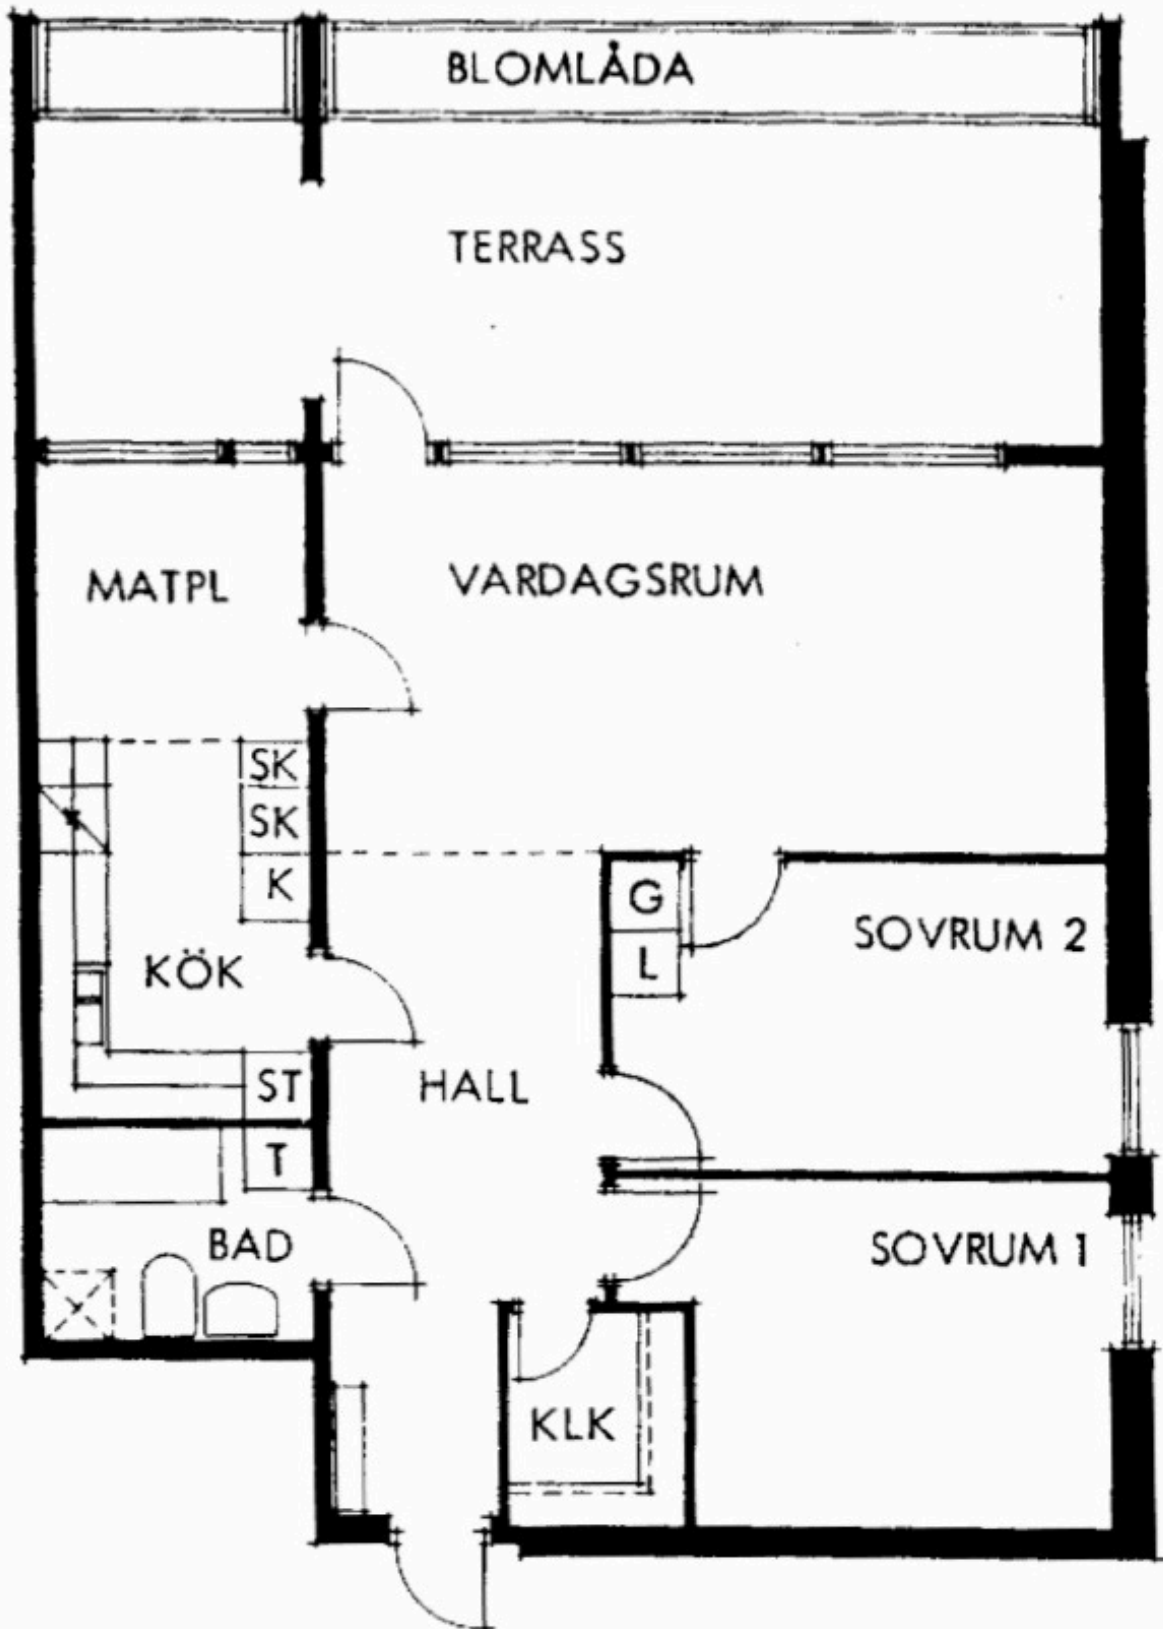 BLOMLÅDA
TERRASS
MATPL
VARDAGSRUM
SK
SK
K
G
L
SOVRUM 2
KÖK
ST
HALL
T
BAD
SOVRUM 1
KLK